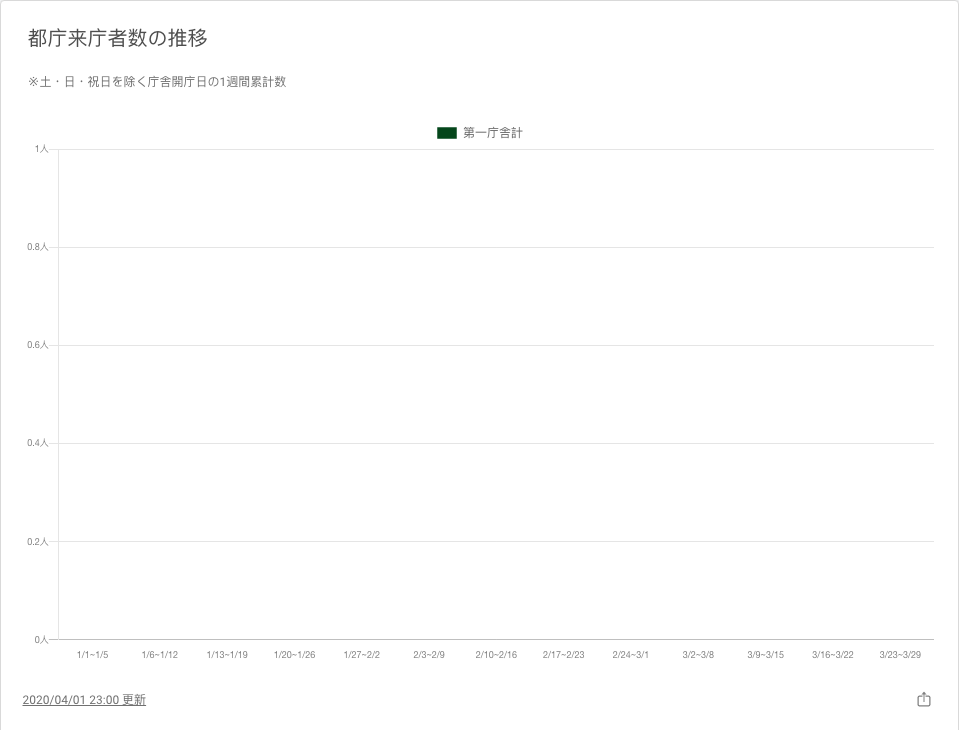 都庁来庁者数の推移
※土・日・祝日を除く庁舎開庁日の1週間累計数
第一庁舎計
1人
0.8人
0.6人
0.4人
0.2人
0人
1/1~1/5 1/6~1/12 1/13~1/19 1/20~1/26 1/27~2/2 2/3~2/9 2/10~2/16 2/17~2/23 2/24~3/1 3/2~3/8 3/9~3/15 3/16~3/22 3/23~3/29
2020/04/01 23:00 更新